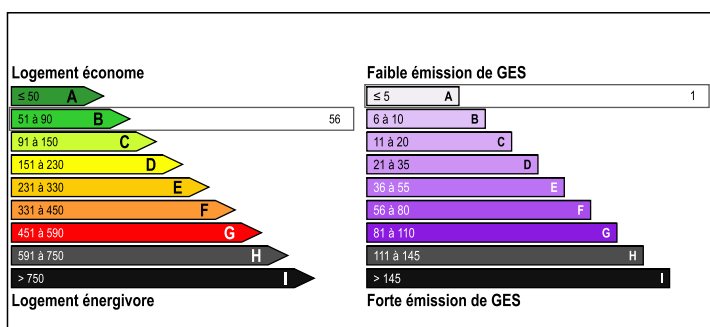 Logement économe
≤ 50 A
51 à 90 B 56
91 à 150 C
151 à 230 D
231 à 330 E
331 à 450 F
451 à 590 G
591 à 750 H
> 750 I
Logement énergivore
Faible émission de GES
≤ 5 A 1
6 à 10 B
11 à 20 C
21 à 35 D
36 à 55 E
56 à 80 F
81 à 110 G
111 à 145 H
> 145 I
Forte émission de GES